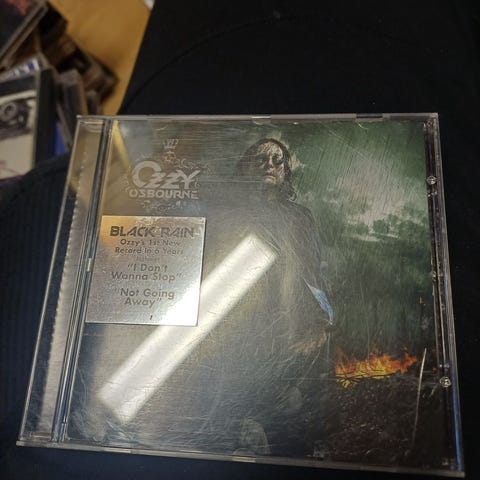 OZZY
OSBOURNE
BLACK RAIN
Ozzy's 1st New
Record in 6 Years
"I Don't
Wanna Stop"
"Not Going
Away"